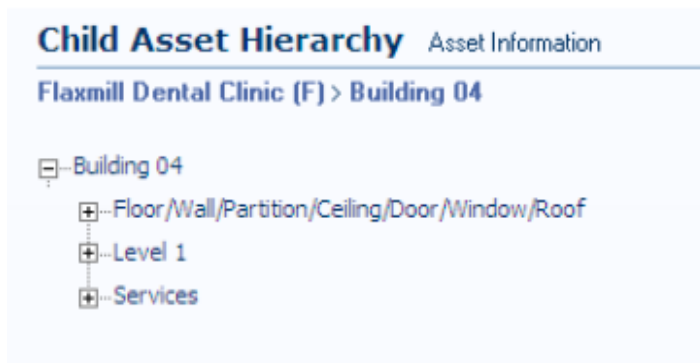 Child Asset Hierarchy Asset Information
Flaxmill Dental Clinic (F) > Building 04
Building 04
Floor/Wall/Partition/Ceiling/Door/Window/Roof
Level 1
Services